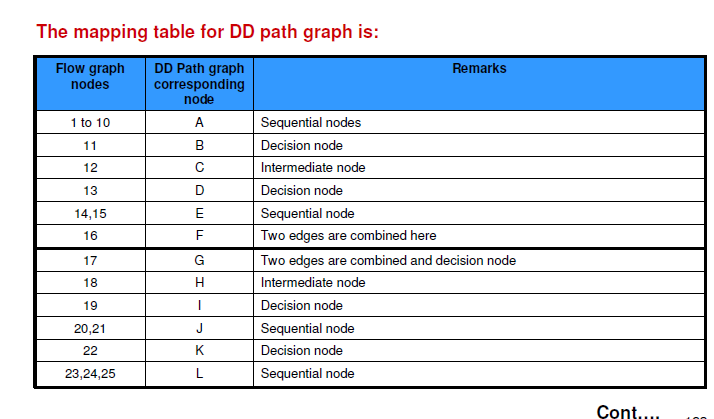 The mapping table for DD path graph is:
Flow graph nodes DD Path graph corresponding node Remarks
1 to 10 A Sequential nodes
11 B Decision node
12 C Intermediate node
13 D Decision node
14,15 E Sequential node
16 F Two edges are combined here
17 G Two edges are combined and decision node
18 H Intermediate node
19 I Decision node
20,21 J Sequential node
22 K Decision node
23,24,25 L Sequential node
Cont….